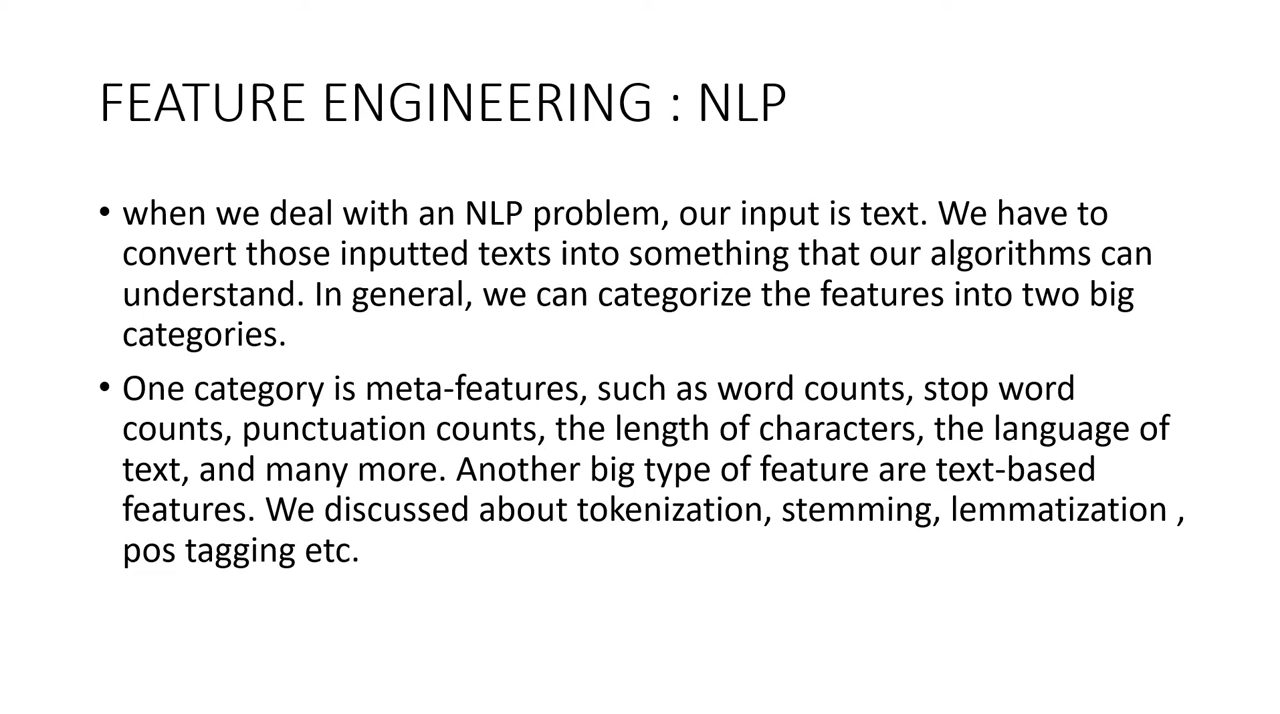 FEATURE ENGINEERING : NLP
• when we deal with an NLP problem, our input is text. We have to
convert those inputted texts into something that our algorithms can
understand. In general, we can categorize the features into two big
categories.
• One category is meta-features, such as word counts, stop word
counts, punctuation counts, the length of characters, the language of
text, and many more. Another big type of feature are text-based
features. We discussed about tokenization, stemming, lemmatization ,
pos tagging etc.